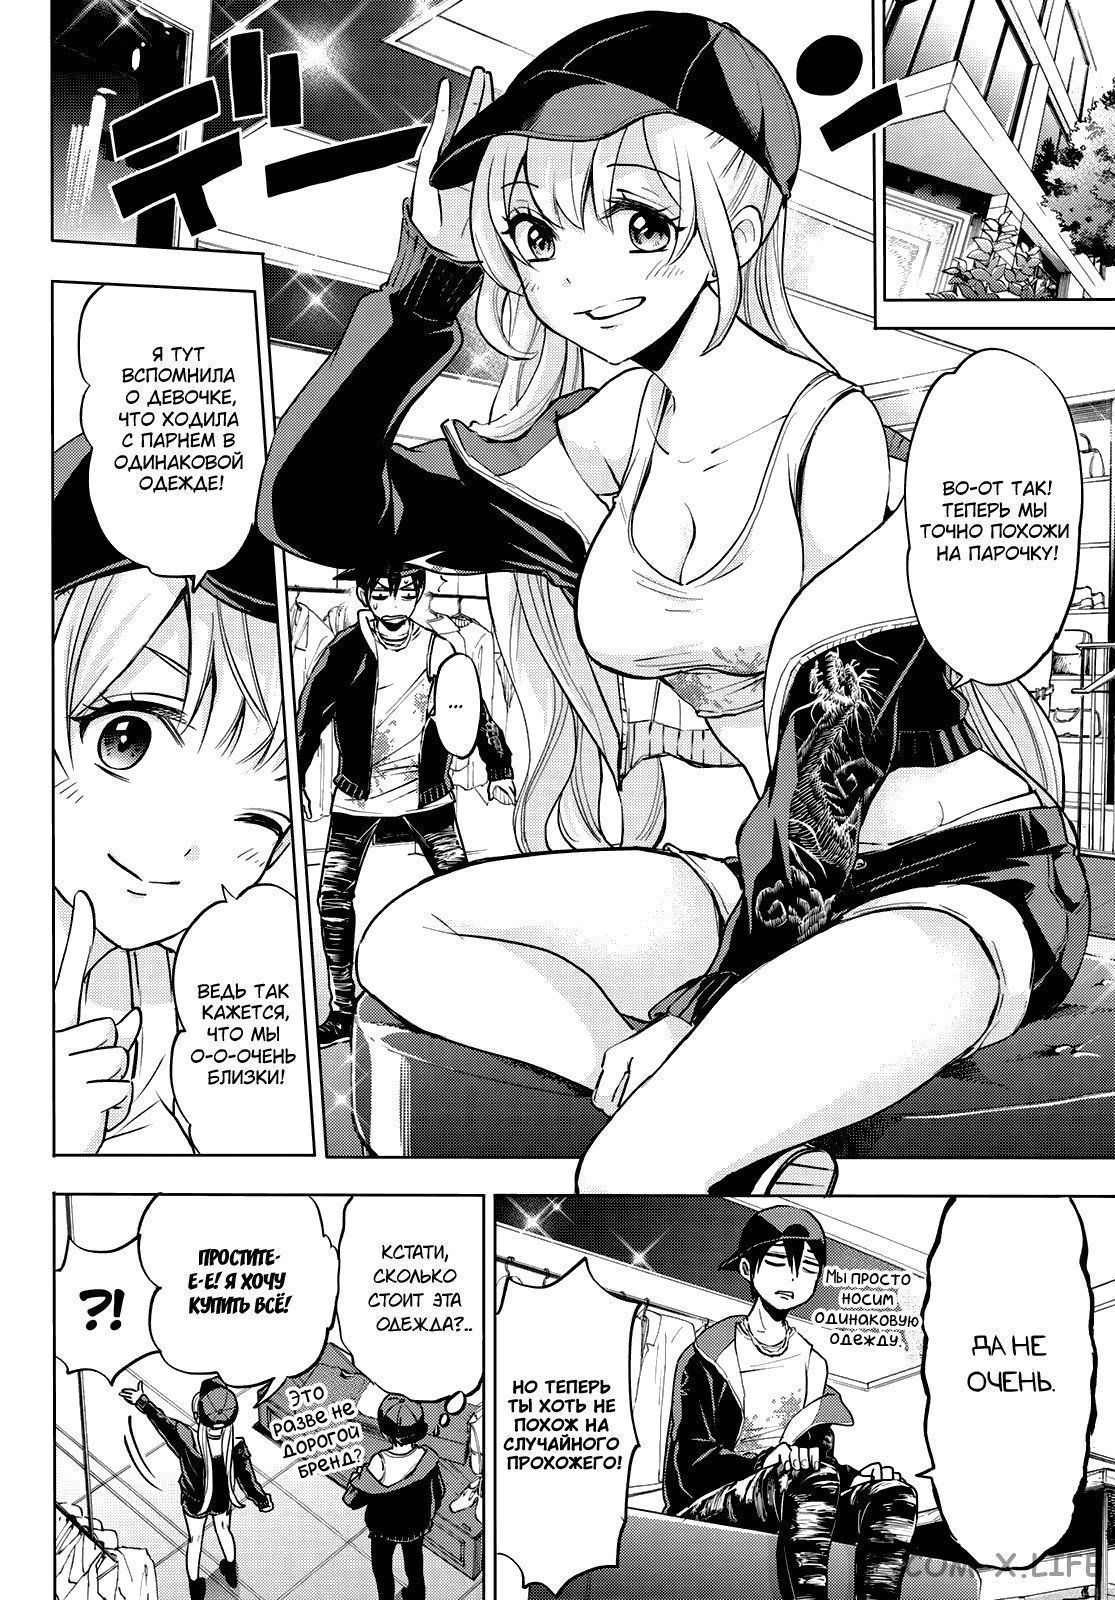 デーン
ВО-ОТ ТАК!
ТЕПЕРЬ МЫ
ТОЧНО ПОХОЖИ
НА ПАРОЧКУ!
...
Я ТУТ
ВСПОМНИЛА
О ДЕВОЧКЕ,
ЧТО ХОДИЛА
С ПАРНЕМ В
ОДИНАКОВОЙ
ОДЕЖДЕ!
ВЕДЬ ТАК
КАЖЕТСЯ,
ЧТО МЫ
О-О-ОЧЕНЬ
БЛИЗКИ!
ДА НЕ
ОЧЕНЬ.
Мы просто
носим
одинаковую
одежду.
НО ТЕПЕРЬ
ТЫ ХОТЬ НЕ
ПОХОЖ НА
СЛУЧАЙНОГО
ПРОХОЖЕГО!
КСТАТИ,
СКОЛЬКО
СТОИТ ЭТА
ОДЕЖДА?..
Это
разве не
дорогой
бренд?
ПРОСТИТЕ-
Е-Е! Я ХОЧУ
КУПИТЬ ВСЁ!
?!
COM-X.LIFE